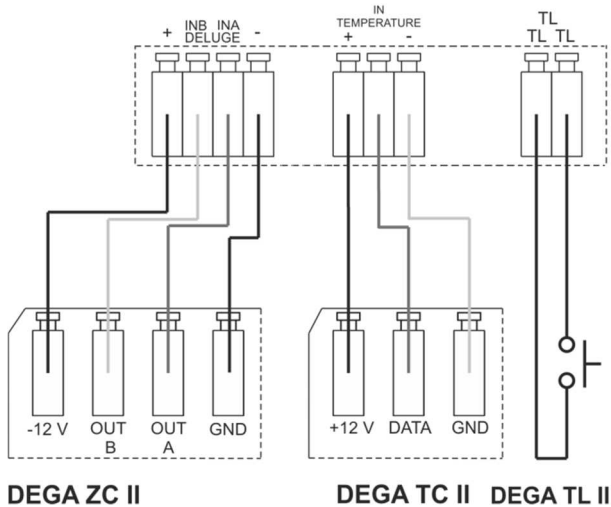 IN
TEMPERATURE
+ INB INA -
DELUGE
+ -
TL
TL TL
-12 V OUT B OUT A GND
+12 V DATA GND
DEGA ZC II DEGA TC II DEGA TL II